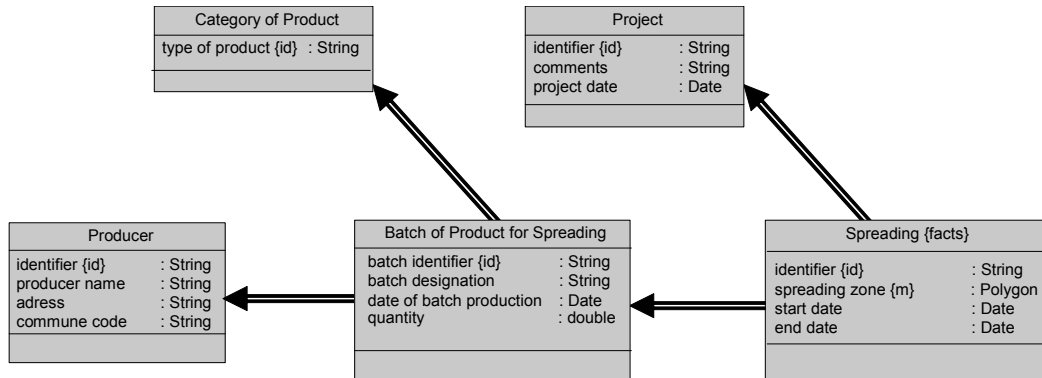 Category of Product
type of product {id} : String
Project
identifier {id} : String
comments : String
project date : Date
Producer
identifier {id} : String
producer name : String
adress : String
commune code : String
Batch of Product for Spreading
batch identifier {id} : String
batch designation : String
date of batch production : Date
quantity : double
Spreading {facts}
identifier {id} : String
spreading zone {m} : Polygon
start date : Date
end date : Date